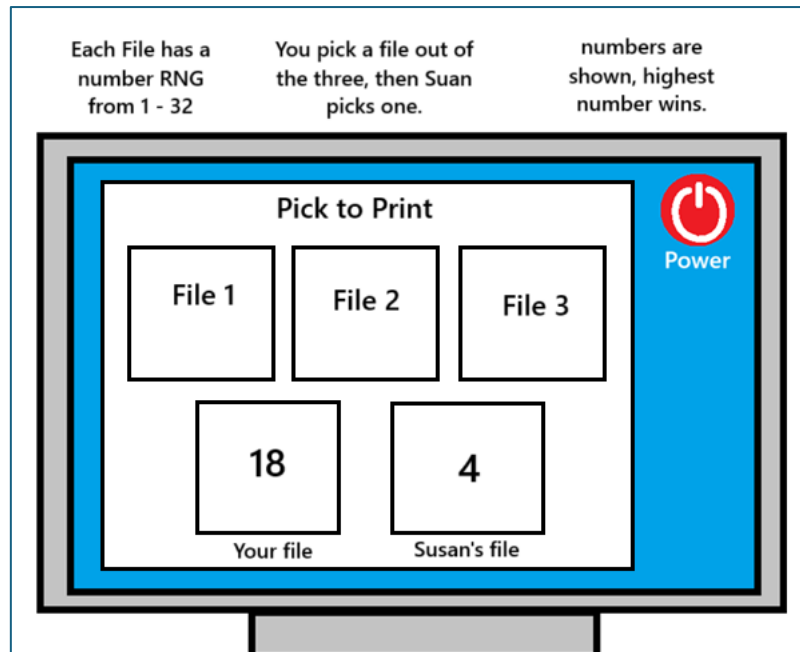 Each File has a
number RNG
from 1 - 32
You pick a file out of
the three, then Suan
picks one.
numbers are
shown, highest
number wins.
Pick to Print
Power
File 1
File 2
File 3
18
4
Your file
Susan's file